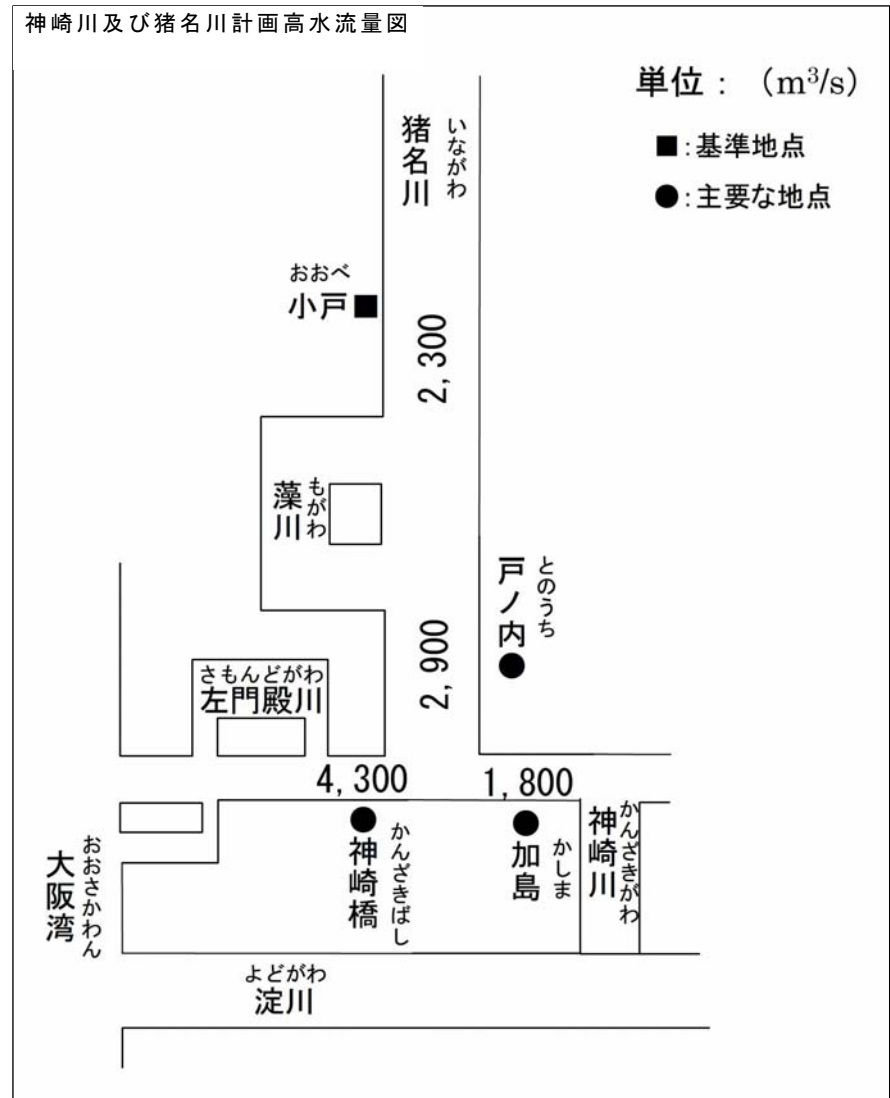 神崎川及び猪名川計画高水流量図
単位：（m³/s）
■:基準地点
●:主要な地点
猪名川
いながわ
おおべ
小戸■
2,300
藻川
もがわ
戸ノ内
とのうち
2,900
さもんどがわ
左門殿川
4,300
1,800
神崎橋
かんざきばし
加島
かしま
神崎川
かんざきがわ
大阪湾
おおさかわん
よどがわ
淀川